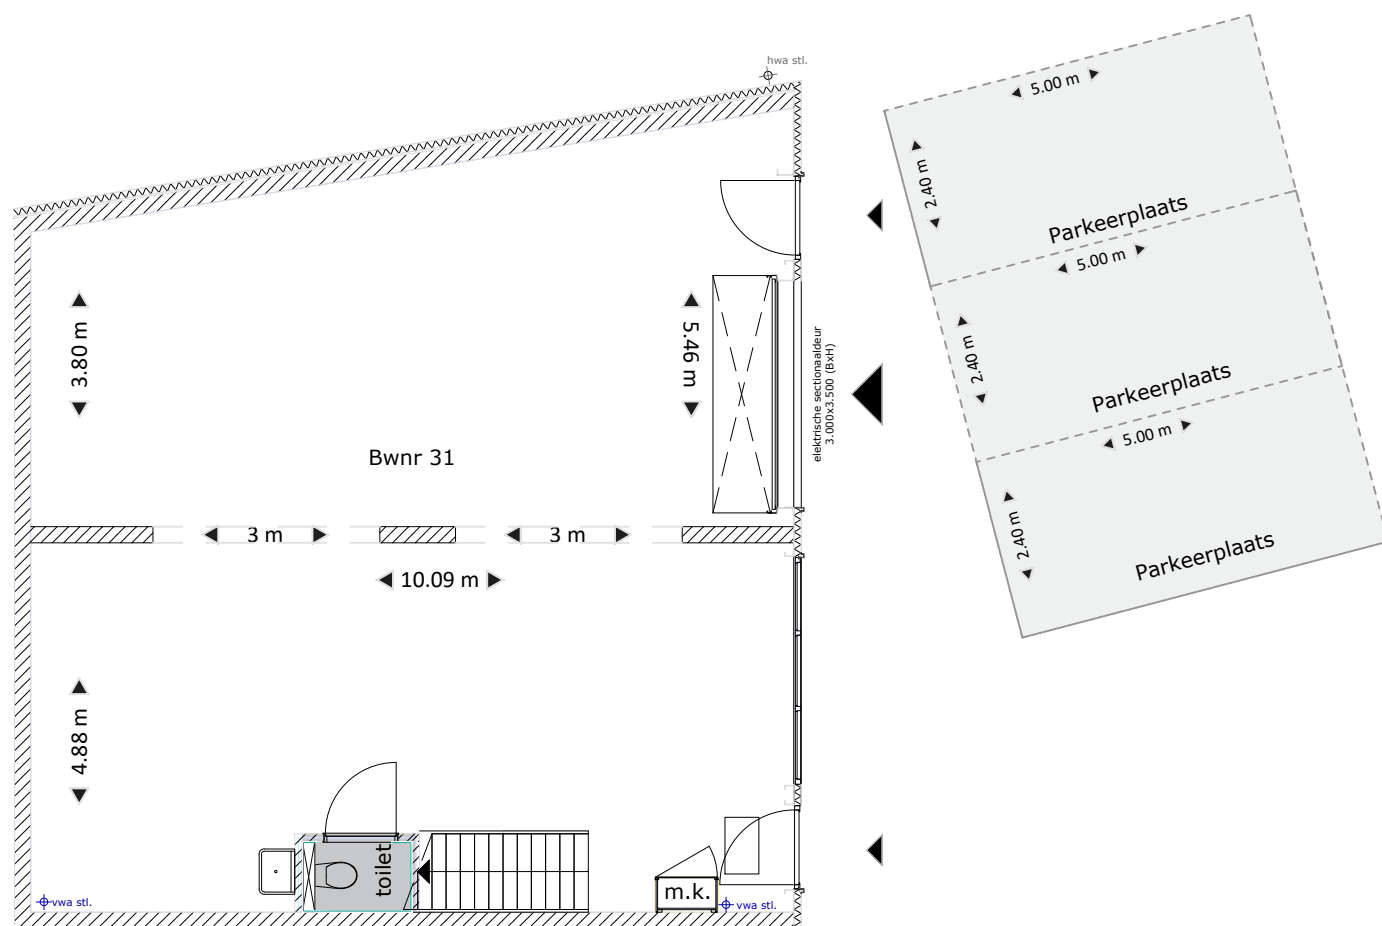 hwa stl.
5.00 m
2.40 m
Parkeerplaats
5.00 m
3.80 m
5.46 m
elektrische sectionaaldeur
3.000x3.500 (BxH)
2.40 m
Parkeerplaats
5.00 m
Bwnr 31
3 m
3 m
2.40 m
Parkeerplaats
10.09 m
4.88 m
toilet
m.k.
vwa stl.
vwa stl.